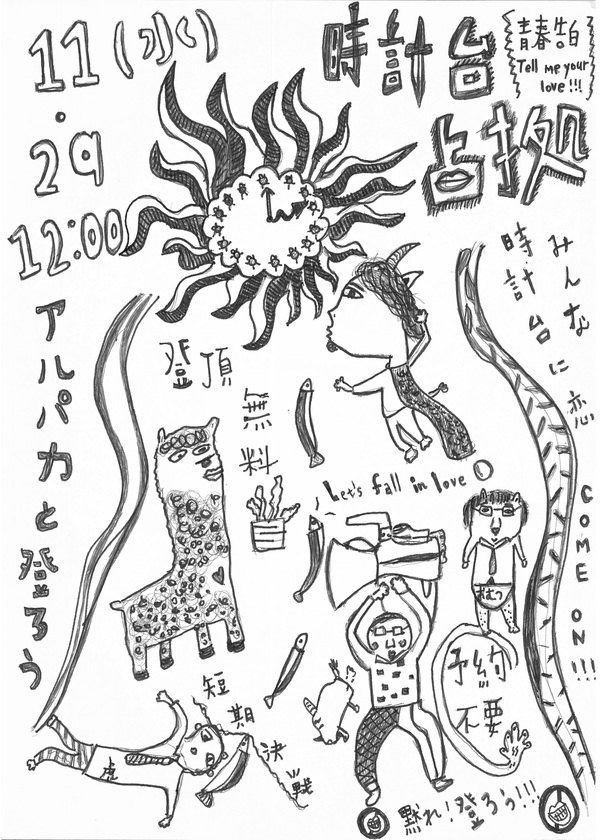 11(水)
・
29
12:00
時計台
占拠
青春告白
Tell me your
love!!!
みんなに恋
時計台
COME ON!!!
アルパカと登ろう
登頂
無料
Let's fall in love
おむつ
予約
不要
短期決戦
虎
黙れ!登ろう!!!